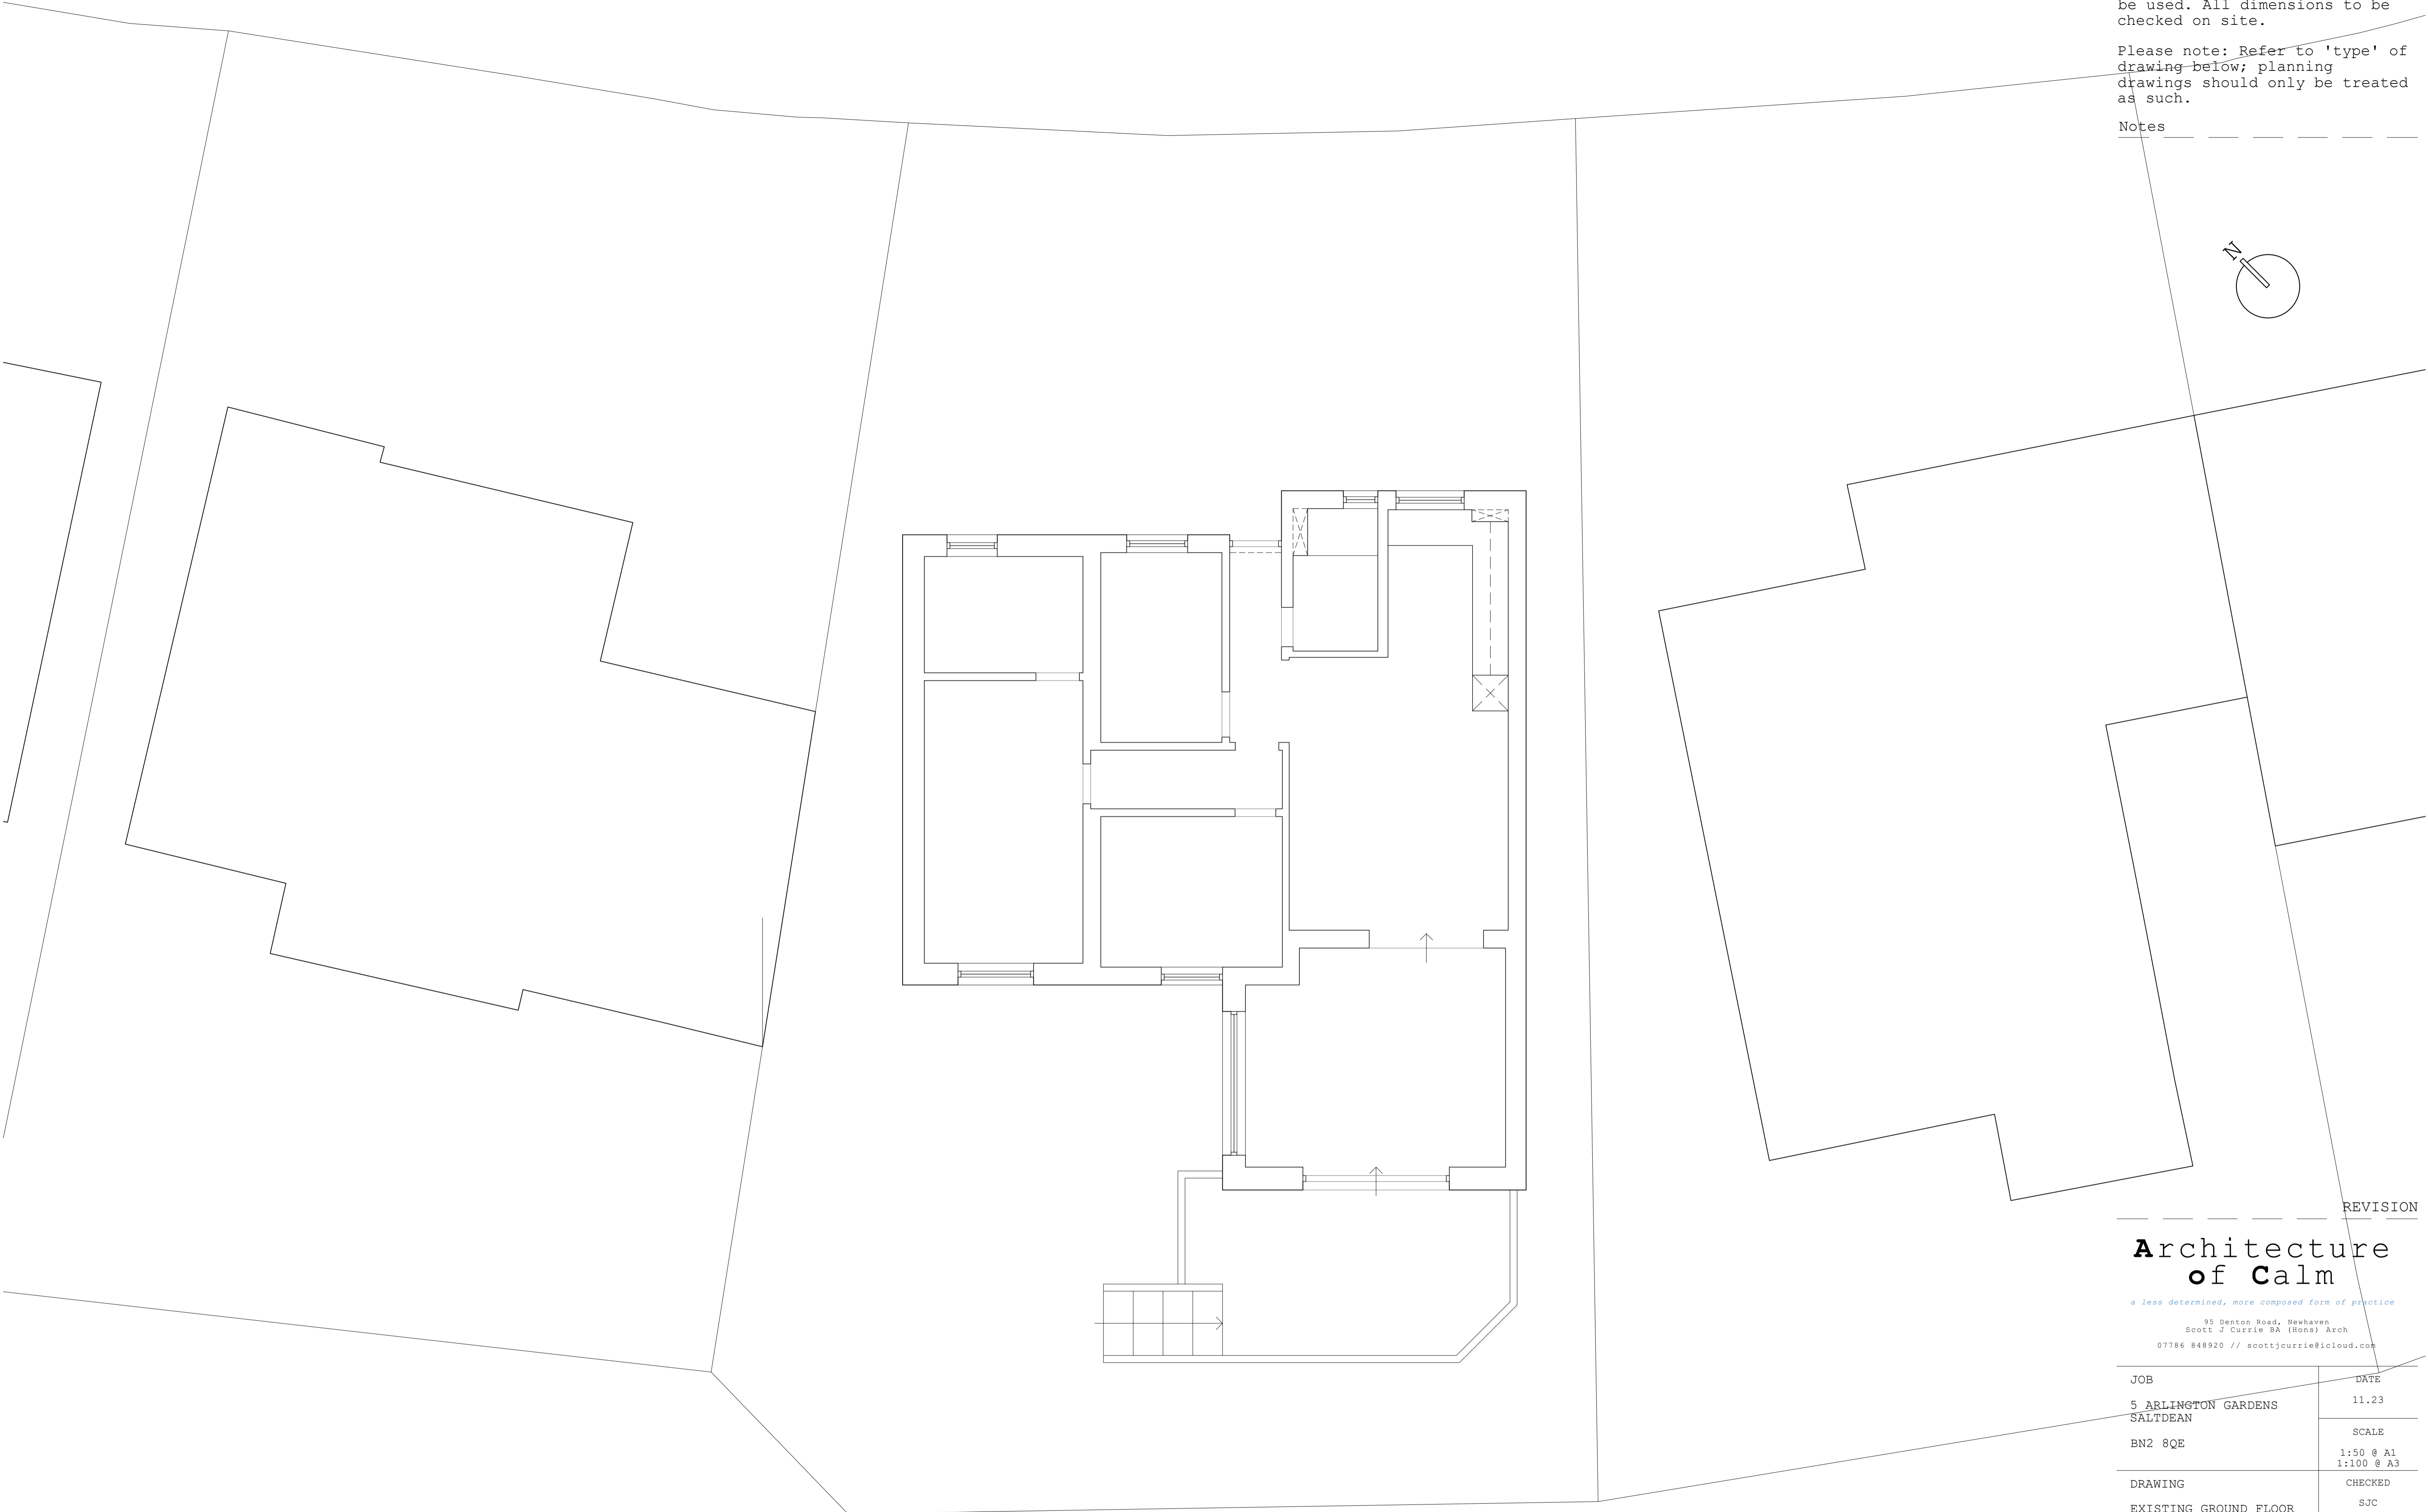 be used. All dimensions to be
checked on site.
Please note: Refer to 'type' of
drawing below; planning
drawings should only be treated
as such.
Notes
N
REVISION
Architecture
of Calm
a less determined, more composed form of practice
95 Denton Road, Newhaven
Scott J Currie BA (Hons) Arch
07786 848920 // scottjcurrie@icloud.com
JOB
5 ARLINGTON GARDENS
SALTDEAN
BN2 8QE
DATE
11.23
SCALE
1:50 @ A1
1:100 @ A3
DRAWING
EXISTING GROUND FLOOR
CHECKED
SJC